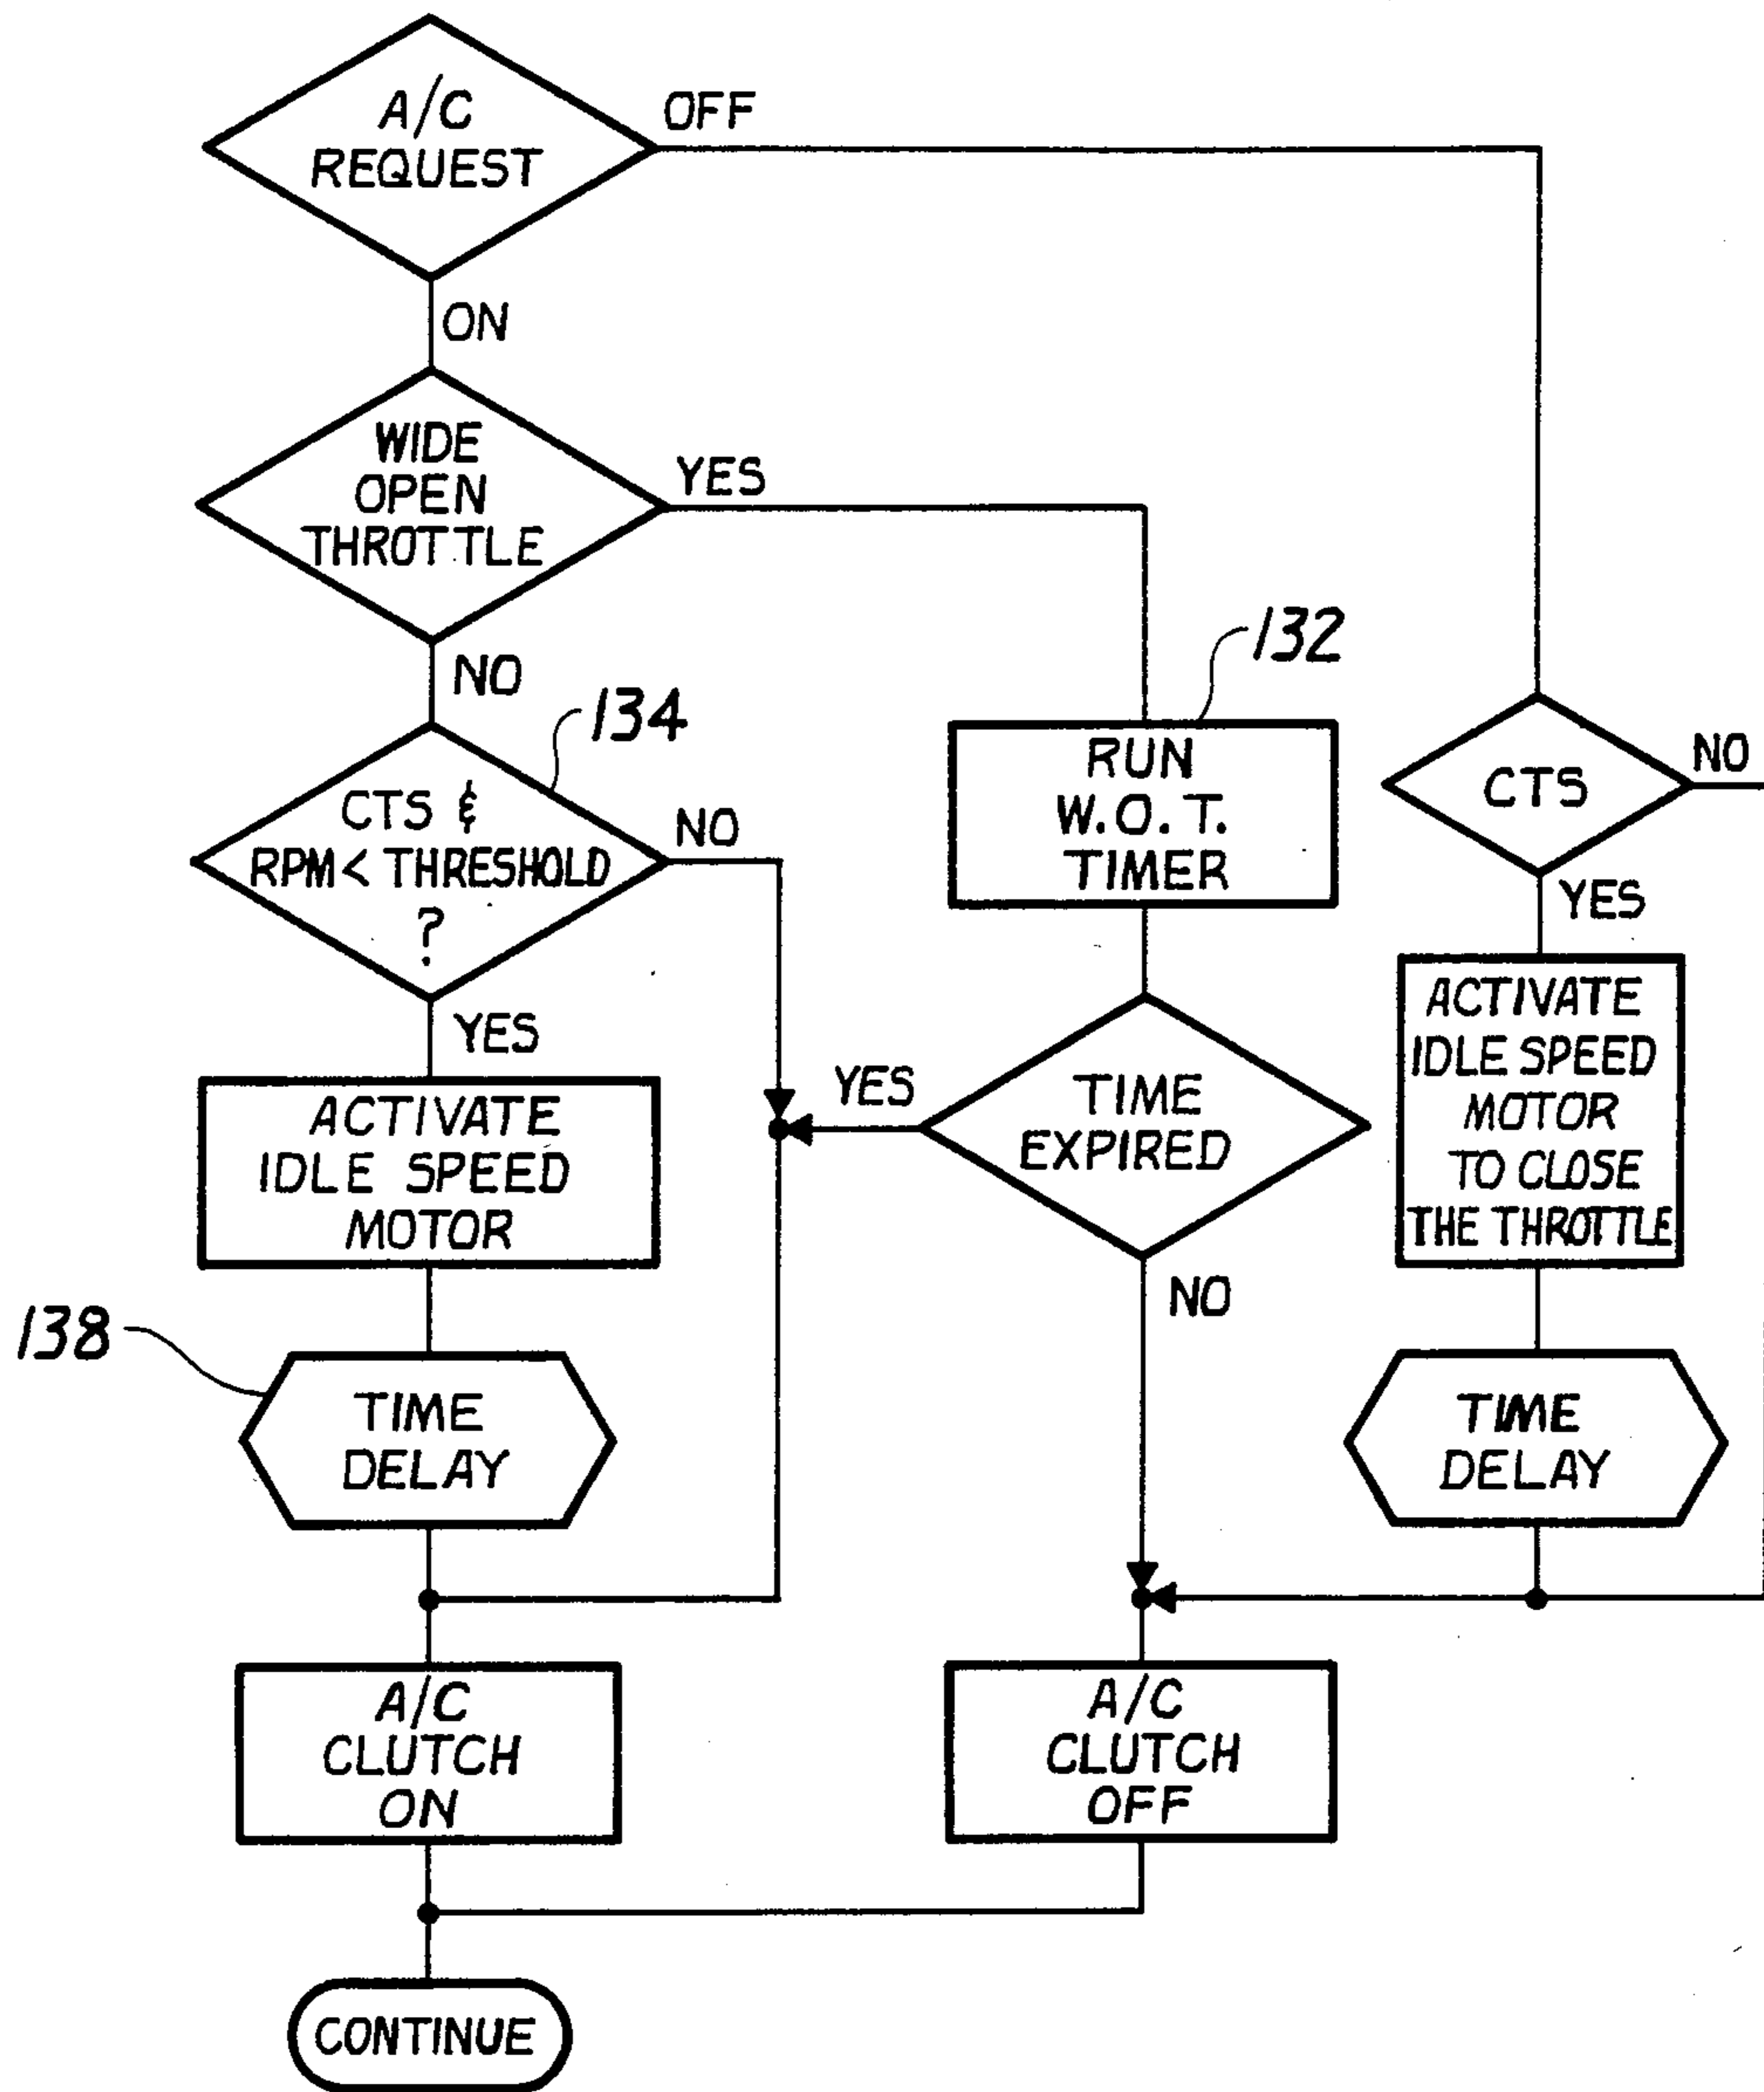 A/C
REQUEST
OFF
ON
WIDE
OPEN
THROTTLE
YES
NO
134
132
CTS &
RPM < THRESHOLD
?
NO
RUN
W.O.T.
TIMER
CTS
NO
YES
YES
ACTIVATE
IDLE SPEED
MOTOR
YES
TIME
EXPIRED
NO
ACTIVATE
IDLE SPEED
MOTOR
TO CLOSE
THE THROTTLE
138
TIME
DELAY
TIME
DELAY
A/C
CLUTCH
ON
A/C
CLUTCH
OFF
CONTINUE